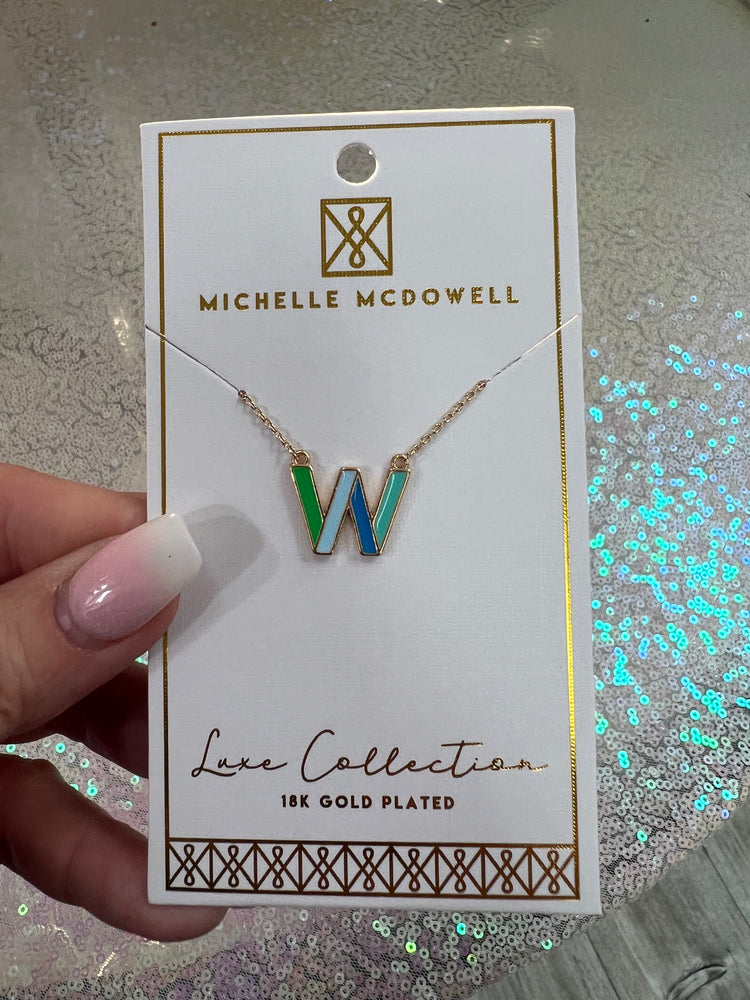 MICHELLE MCDOWELL
W
Luxe Collection
18K GOLD PLATED